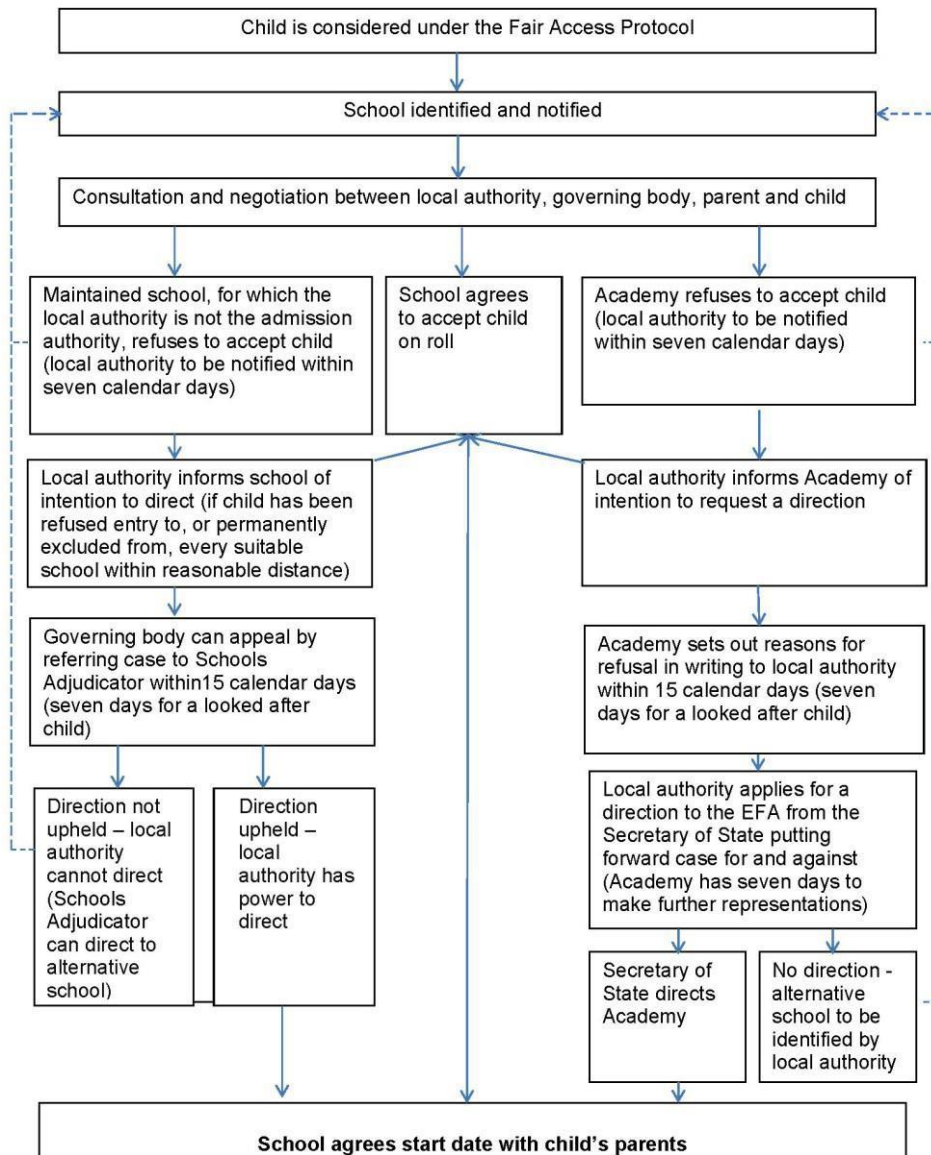 Child is considered under the Fair Access Protocol
School identified and notified
Consultation and negotiation between local authority, governing body, parent and child
Maintained school, for which the
local authority is not the admission
authority, refuses to accept child
(local authority to be notified within
seven calendar days)
School agrees
to accept child
on roll
Academy refuses to accept child
(local authority to be notified within
seven calendar days)
Local authority informs school of
intention to direct (if child has been
refused entry to, or permanently
excluded from, every suitable
school within reasonable distance)
Local authority informs Academy of
intention to request a direction
Governing body can appeal by
referring case to Schools
Adjudicator within15 calendar days
(seven days for a looked after
child)
Academy sets out reasons for
refusal in writing to local authority
within 15 calendar days (seven
days for a looked after child)
Direction not
upheld – local
authority
cannot direct
(Schools
Adjudicator
can direct to
alternative
school)
Direction
upheld –
local
authority has
power to
direct
Local authority applies for a
direction to the EFA from the
Secretary of State putting
forward case for and against
(Academy has seven days to
make further representations)
Secretary of
State directs
Academy
No direction -
alternative
school to be
identified by
local authority
School agrees start date with child's parents